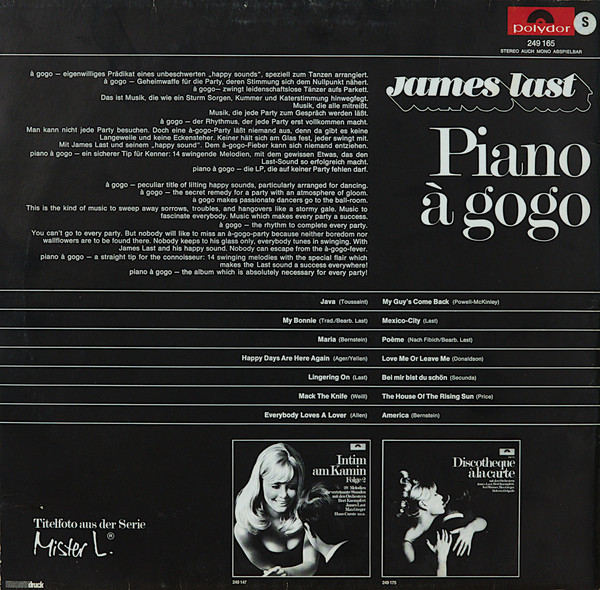 polydor
S
249 165
STEREO AUCH MONO ABSPIELBAR
james last
Piano
à gogo
à gogo — eigenwilliges Prädikat eines unbeschwerten „happy sounds", speziell zum Tanzen arrangiert.
à gogo — Geheimwaffe für die Party, deren Stimmung sich dem Nullpunkt nähert.
à gogo— zwingt leidenschaftslose Tänzer aufs Parkett.
Das ist Musik, die wie ein Sturm Sorgen, Kummer und Katerstimmung hinwegfegt.
Musik, die alle mitreißt.
Musik, die jede Party zum Gespräch werden läßt.
à gogo — der Rhythmus, der jede Party erst vollkommen macht.
Man kann nicht jede Party besuchen. Doch eine à-gogo-Party läßt niemand aus, denn da gibt es keine
Langeweile und keine Eckensteher. Keiner hält sich am Glas fest, jeder swingt mit.
Mit James Last und seinem „happy sound". Dem à-gogo-Fieber kann sich niemand entziehen.
piano à gogo — ein sicherer Tip für Kenner: 14 swingende Melodien, mit dem gewissen Etwas, das den
Last-Sound so erfolgreich macht.
piano à gogo — die LP, die auf keiner Party fehlen darf.
à gogo — peculiar title of lilting happy sounds, particularly arranged for dancing.
à gogo — the secret remedy for a party with an atmosphere of gloom.
à gogo makes passionate dancers go to the ball-room.
This is the kind of music to sweep away sorrows, troubles, and hangovers like a stormy gale. Music to
fascinate everybody. Music which makes every party a success.
à gogo — the rhythm to complete every party.
You can't go to every party. But nobody will like to miss an à-gogo-party because neither boredom nor
wallflowers are to be found there. Nobody keeps to his glass only, everybody tunes in swinging. With
James Last and his happy sound. Nobody can escape from the à-gogo-fever.
piano à gogo — a straight tip for the connoisseur: 14 swinging melodies with the special flair which
makes the Last sound a success everywhere!
piano à gogo — the album which is absolutely necessary for every party!
Java (Toussaint)
My Bonnie (Trad./Bearb. Last)
Maria (Bernstein)
Happy Days Are Here Again (Ager/Yellen)
Lingering On (Last)
Mack The Knife (Weill)
Everybody Loves A Lover (Allen)
My Guy's Come Back (Powell-McKinley)
Mexico-City (Last)
Poème (Nach Fibich/Bearb. Last)
Love Me Or Leave Me (Donaldson)
Bei mir bist du schön (Secunda)
The House Of The Rising Sun (Price)
America (Bernstein)
Titelfoto aus der Serie
Mister L.®
Intim
am Kamin
Folge 2
Discotheque
à la carte
249 147
249 175
druck